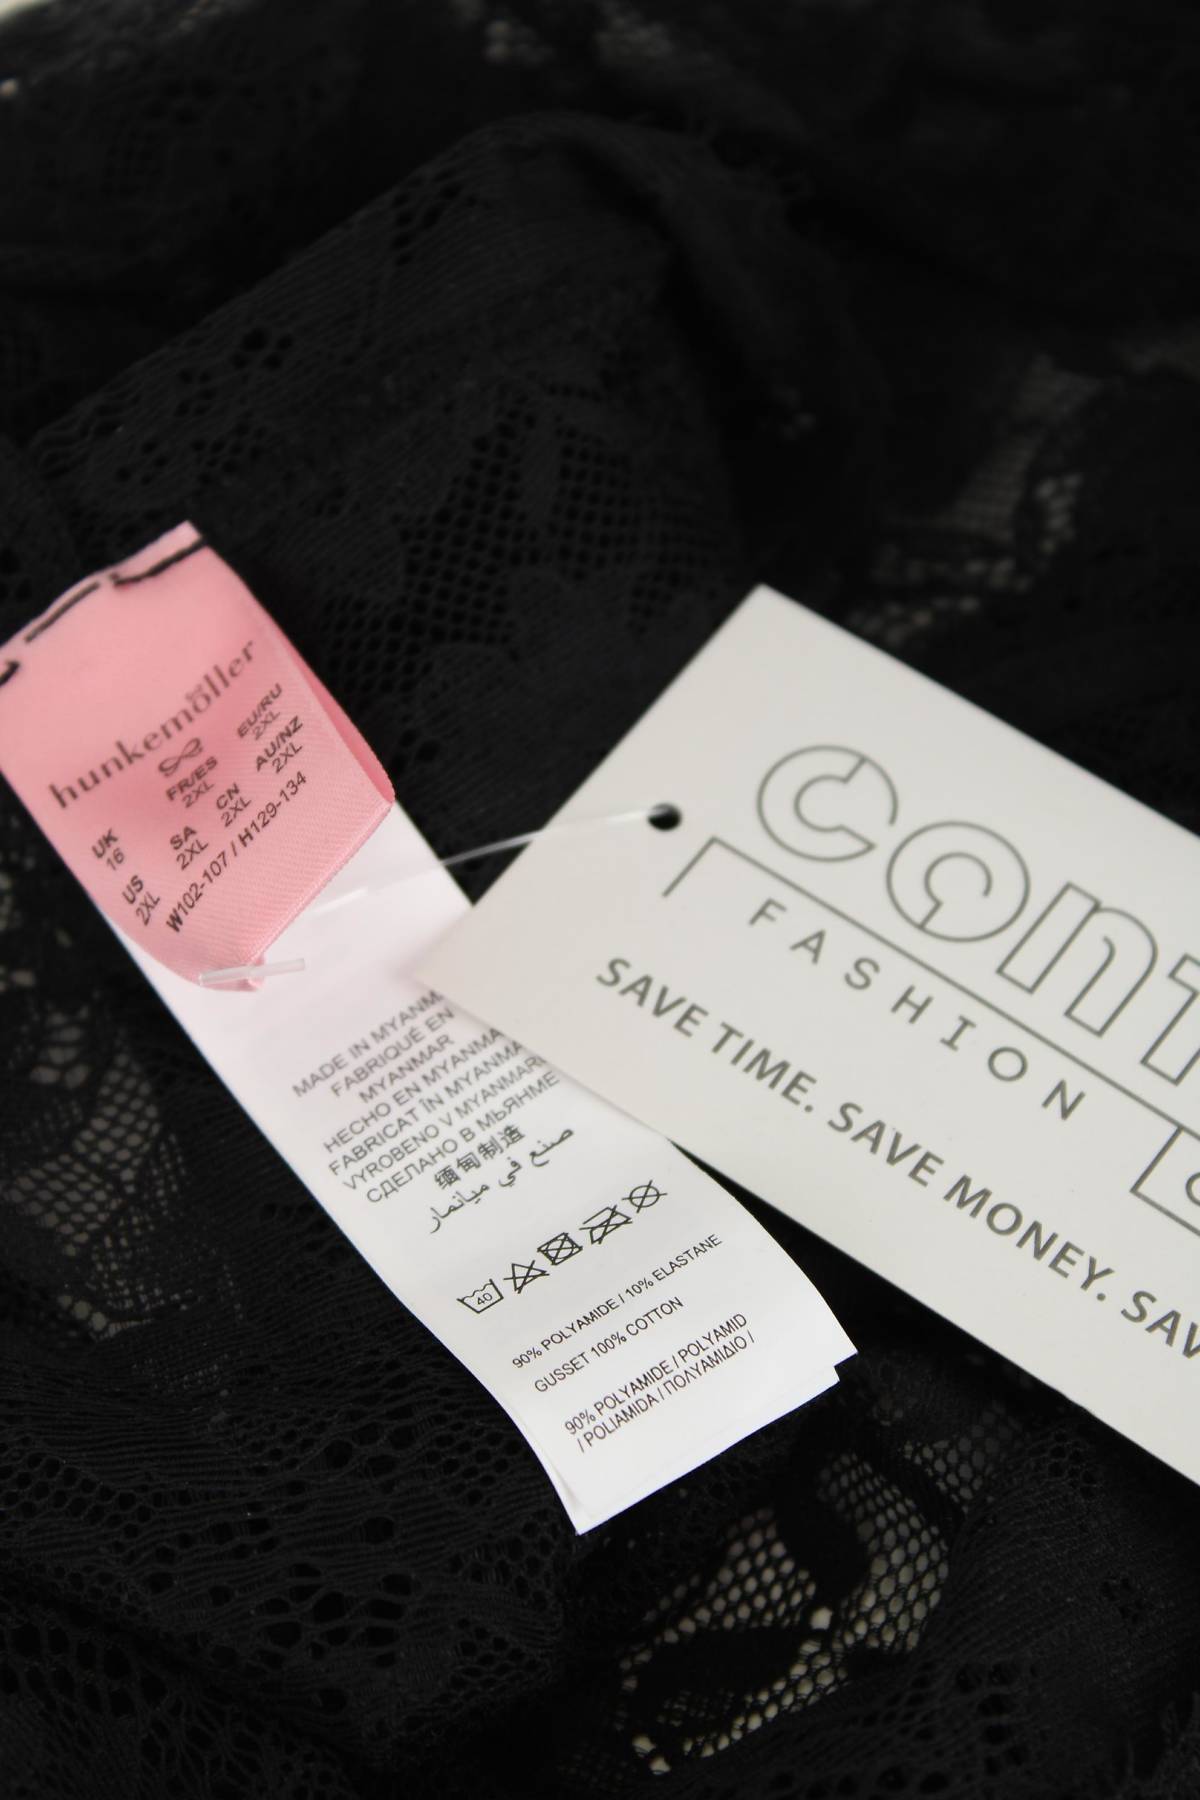 hunkemöller
UK
16
FR/ES
2XL
EU/RU
2XL
US
2XL
SA
2XL
CN
2XL
AU/NZ
2XL
W102-107 / H129-134
MADE IN MYANM
FABRIQUÉ EN
MYANMAR
HECHO EN MYANMA
FABRICAT ÎN MYANMA
VYROBENO V MYANMAR
СДЕЛАНО В МЬЯНМЕ
缅甸制造
صنع في ميانمار
40
90% POLYAMIDE / 10% ELASTANE
GUSSET 100% COTTON
90% POLYAMIDE / POLYAMID
/ POLIAMIDA / ΠΟΛΥΑΜΙΔΙΟ /
CONT
FASHION
SAVE TIME. SAVE MONEY. SAV